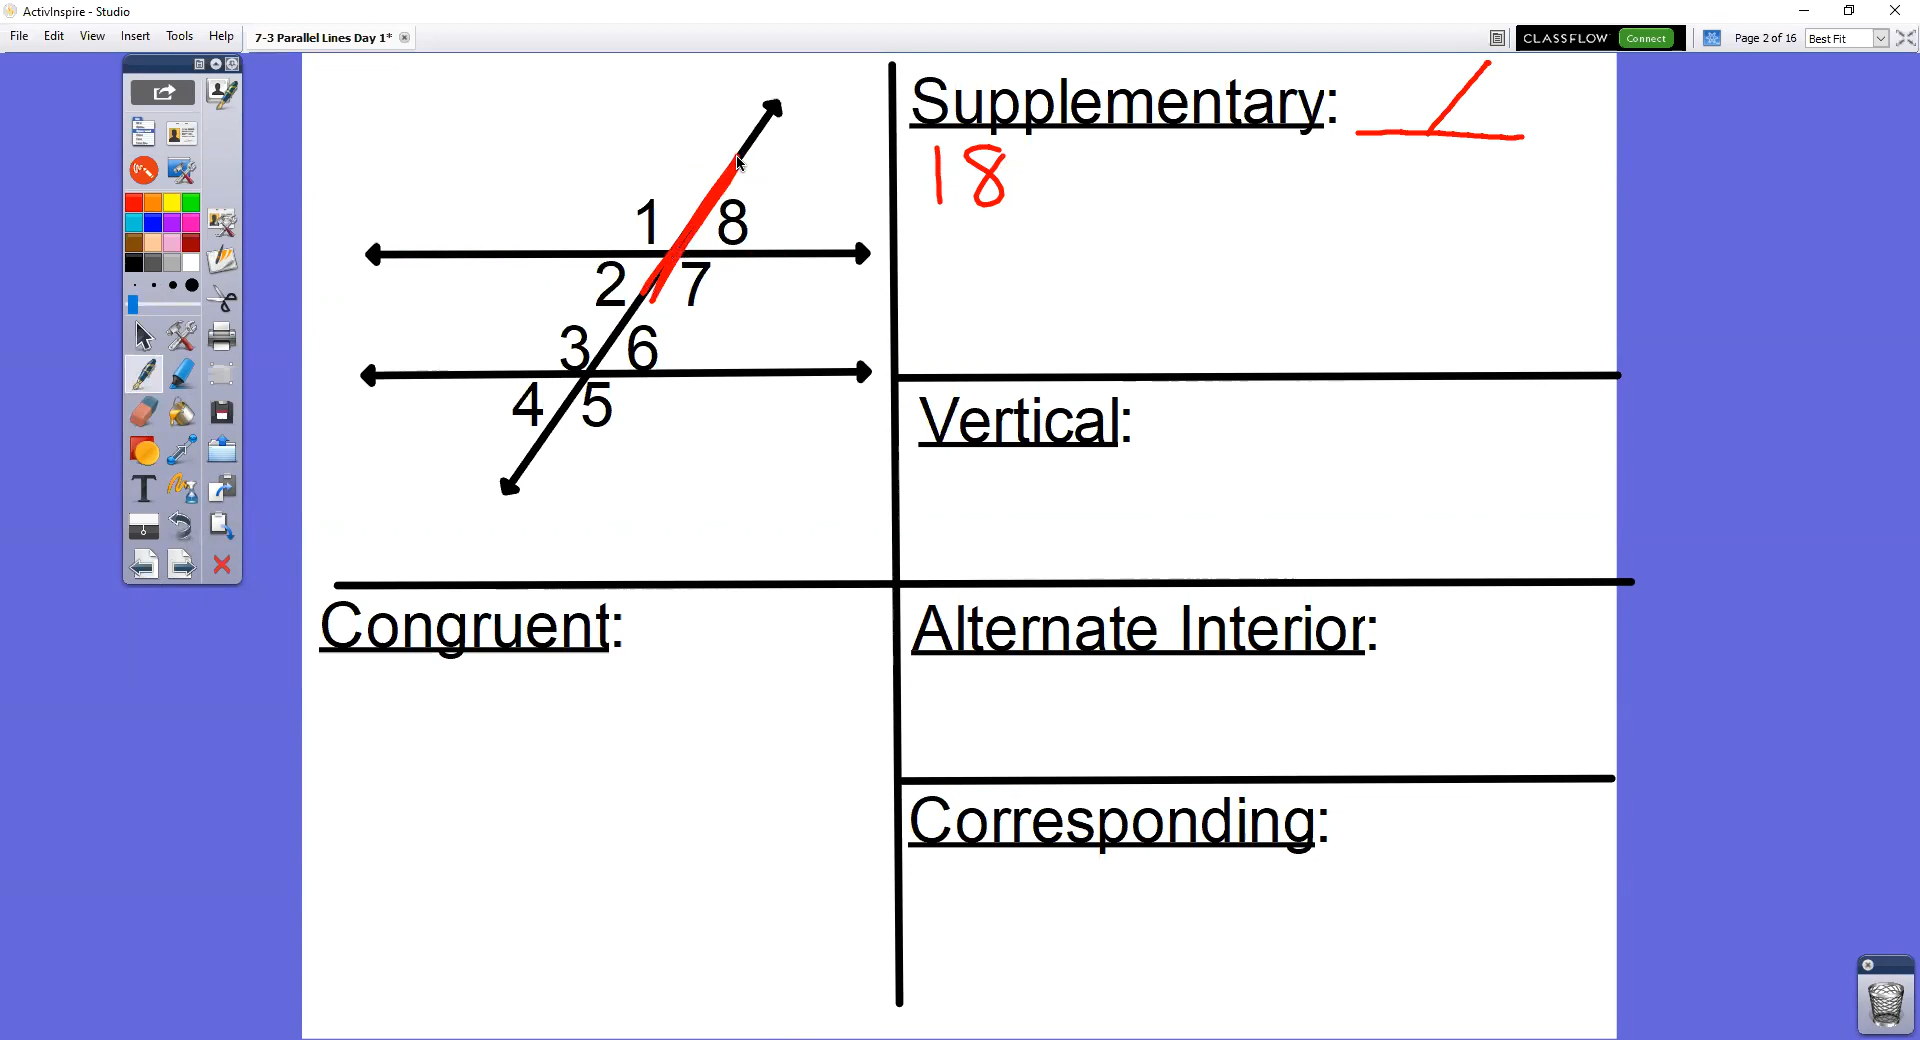 ActivInspire - Studio
File Edit View Insert Tools Help
7-3 Parallel Lines Day 1*
CLASSFLOW Connect
Page 2 of 16
Best Fit
Supplementary:
18
1 8
2 7
3 6
4 5
Vertical:
Congruent:
Alternate Interior:
Corresponding:
T